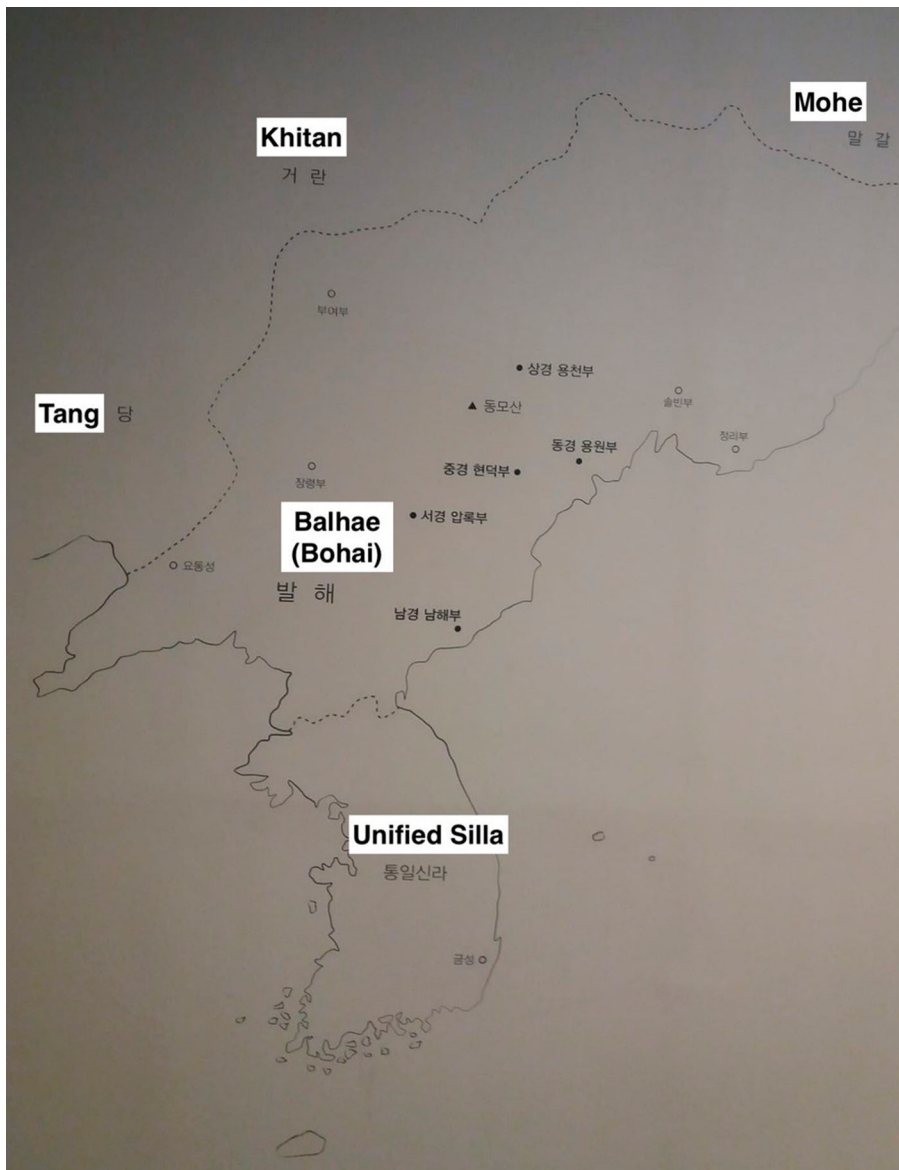 Mohe
말 갈
Khitan
거 란
부여부
상경 용천부
솔빈부
Tang 당
▲ 동모산
정리부
동경 용원부
중경 현덕부
장령부
서경 압록부
Balhae
(Bohai)
요동성
발 해
남경 남해부
Unified Silla
통일신라
금성